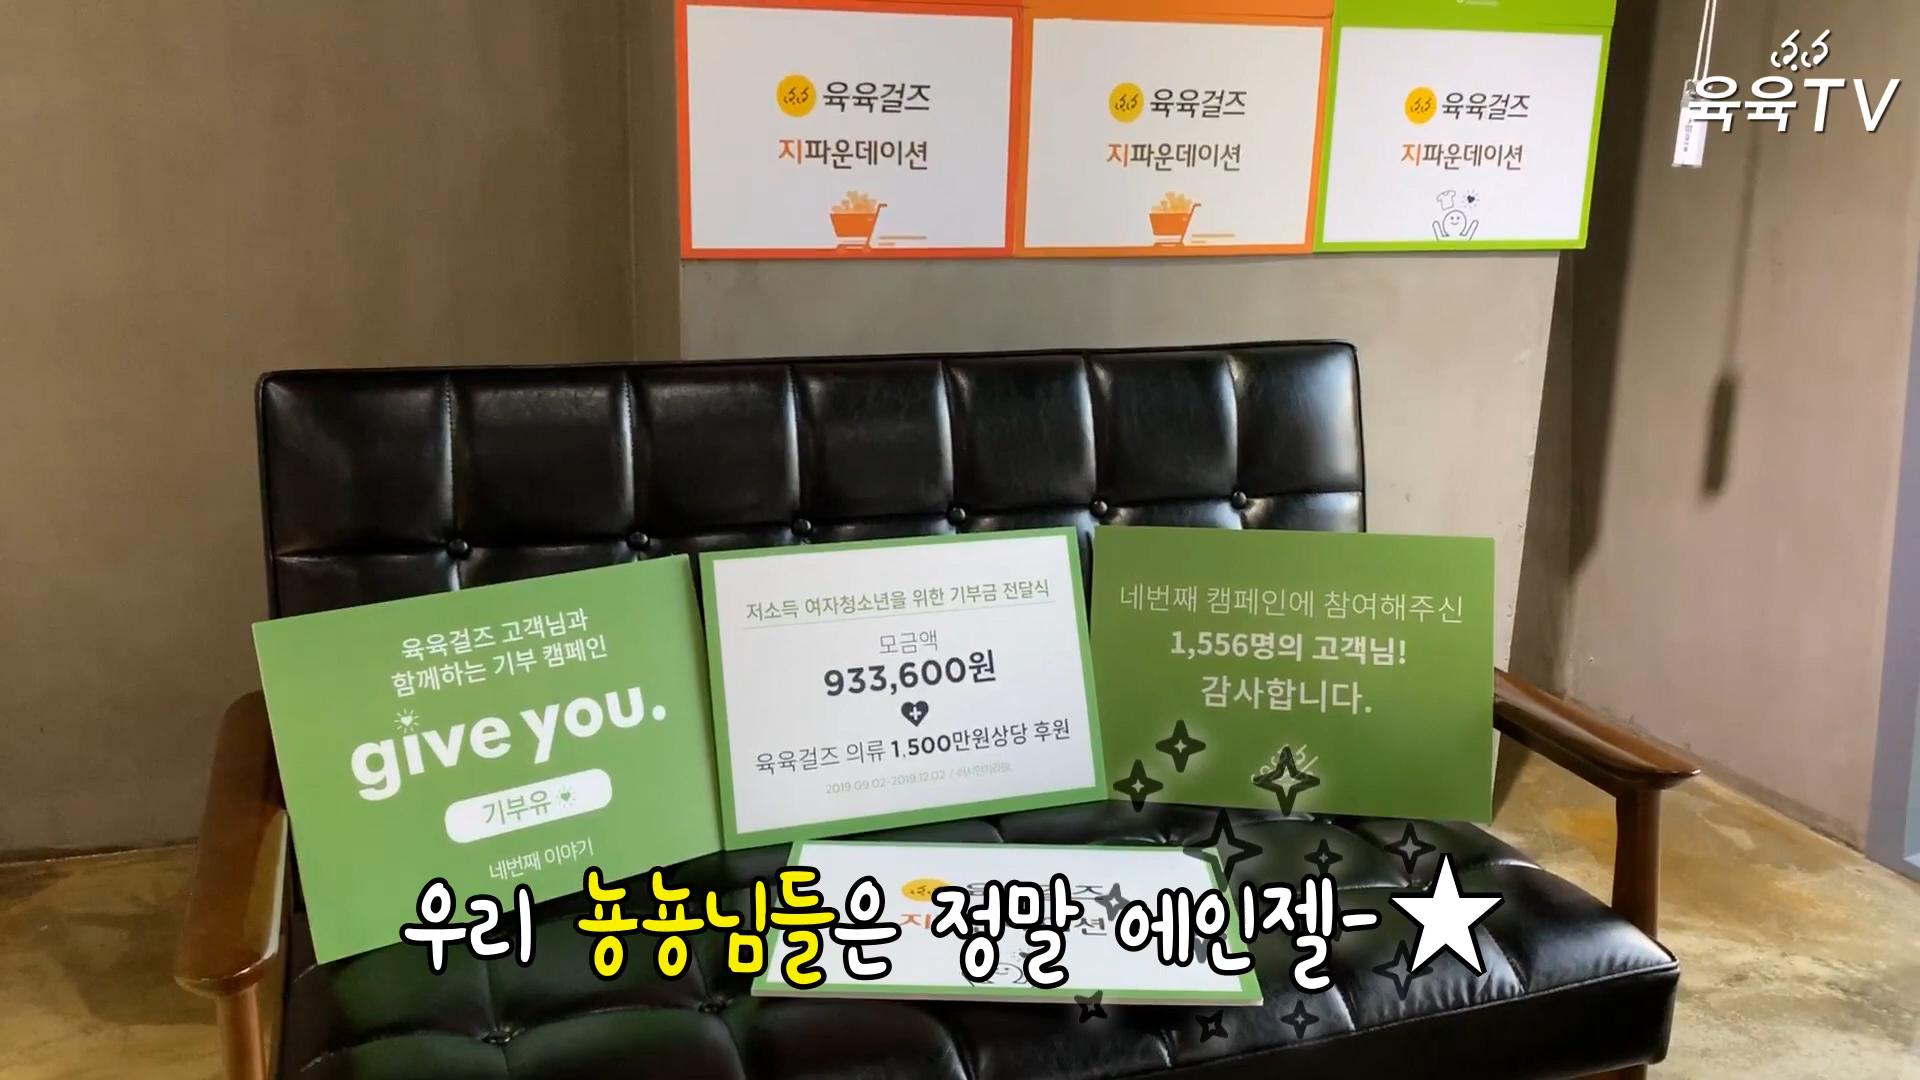 육육걸즈
지파운데이션
육육걸즈
지파운데이션
육육걸즈
지파운데이션
육육TV
육육걸즈 고객님과
함께하는 기부 캠페인
give you.
기부유
네번째 이야기
저소득 여자청소년을 위한 기부금 전달식
모금액
933,600원
육육걸즈 의류 1,500만원상당 후원
2019.09.02-2019.12.02 /
네번째 캠페인에 참여해주신
1,556명의 고객님!
감사합니다.
우리 뇽뇽님들은 정말 에인젤-★